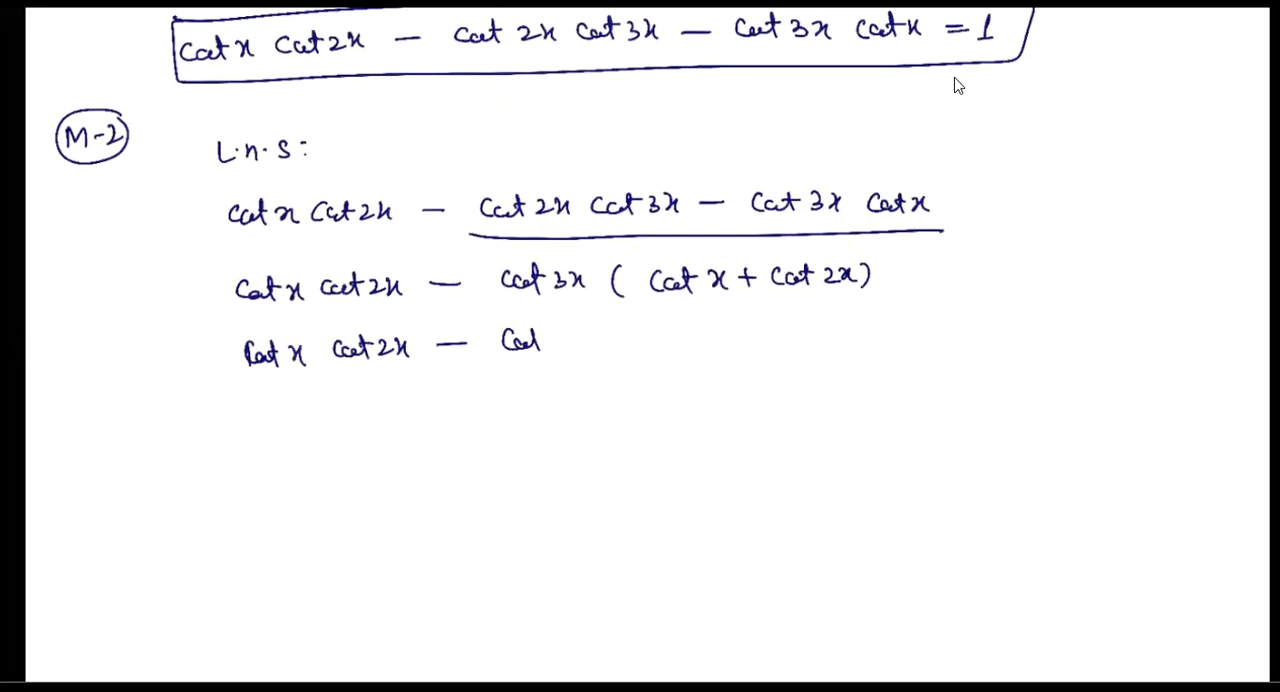 cot x cot 2x - cot 2x cot 3x - cot 3x cot x = 1
M-2
L.H.S:
cot x cot 2x - cot 2x cot 3x - cot 3x cot x
cot x cot 2x - cot 3x ( cot x + cot 2x )
cot x cot 2x - cot